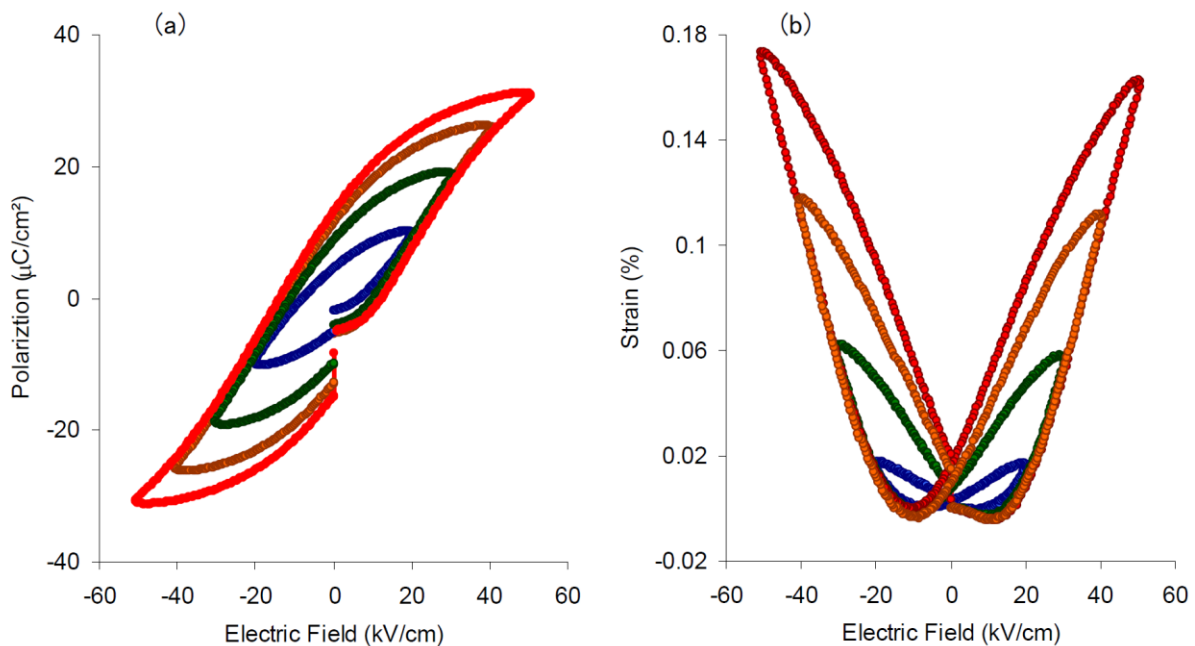 (a)
40
20
0
-20
-40
-60 -40 -20 0 20 40 60
Electric Field (kV/cm)
Polariztion (μC/cm²)
(b)
0.18
0.14
0.1
0.06
0.02
-0.02
-60 -40 -20 0 20 40 60
Electric Field (kV/cm)
Strain (%)